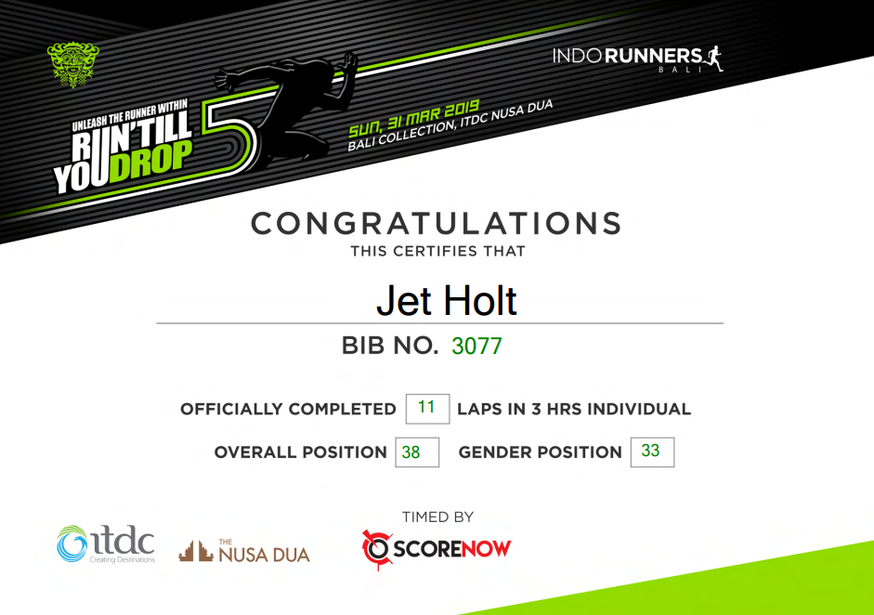 INDORUNNERS
BALI
UNLEASH THE RUNNER WITHIN
RUN'TILL
YOUDROP
5
SUN, 31 MAR 2019
BALI COLLECTION, ITDC NUSA DUA
CONGRATULATIONS
THIS CERTIFIES THAT
Jet Holt
BIB NO. 3077
OFFICIALLY COMPLETED 11 LAPS IN 3 HRS INDIVIDUAL
OVERALL POSITION 38 GENDER POSITION 33
TIMED BY
itdc
Creating Destinations
THE
NUSA DUA
SCORENOW